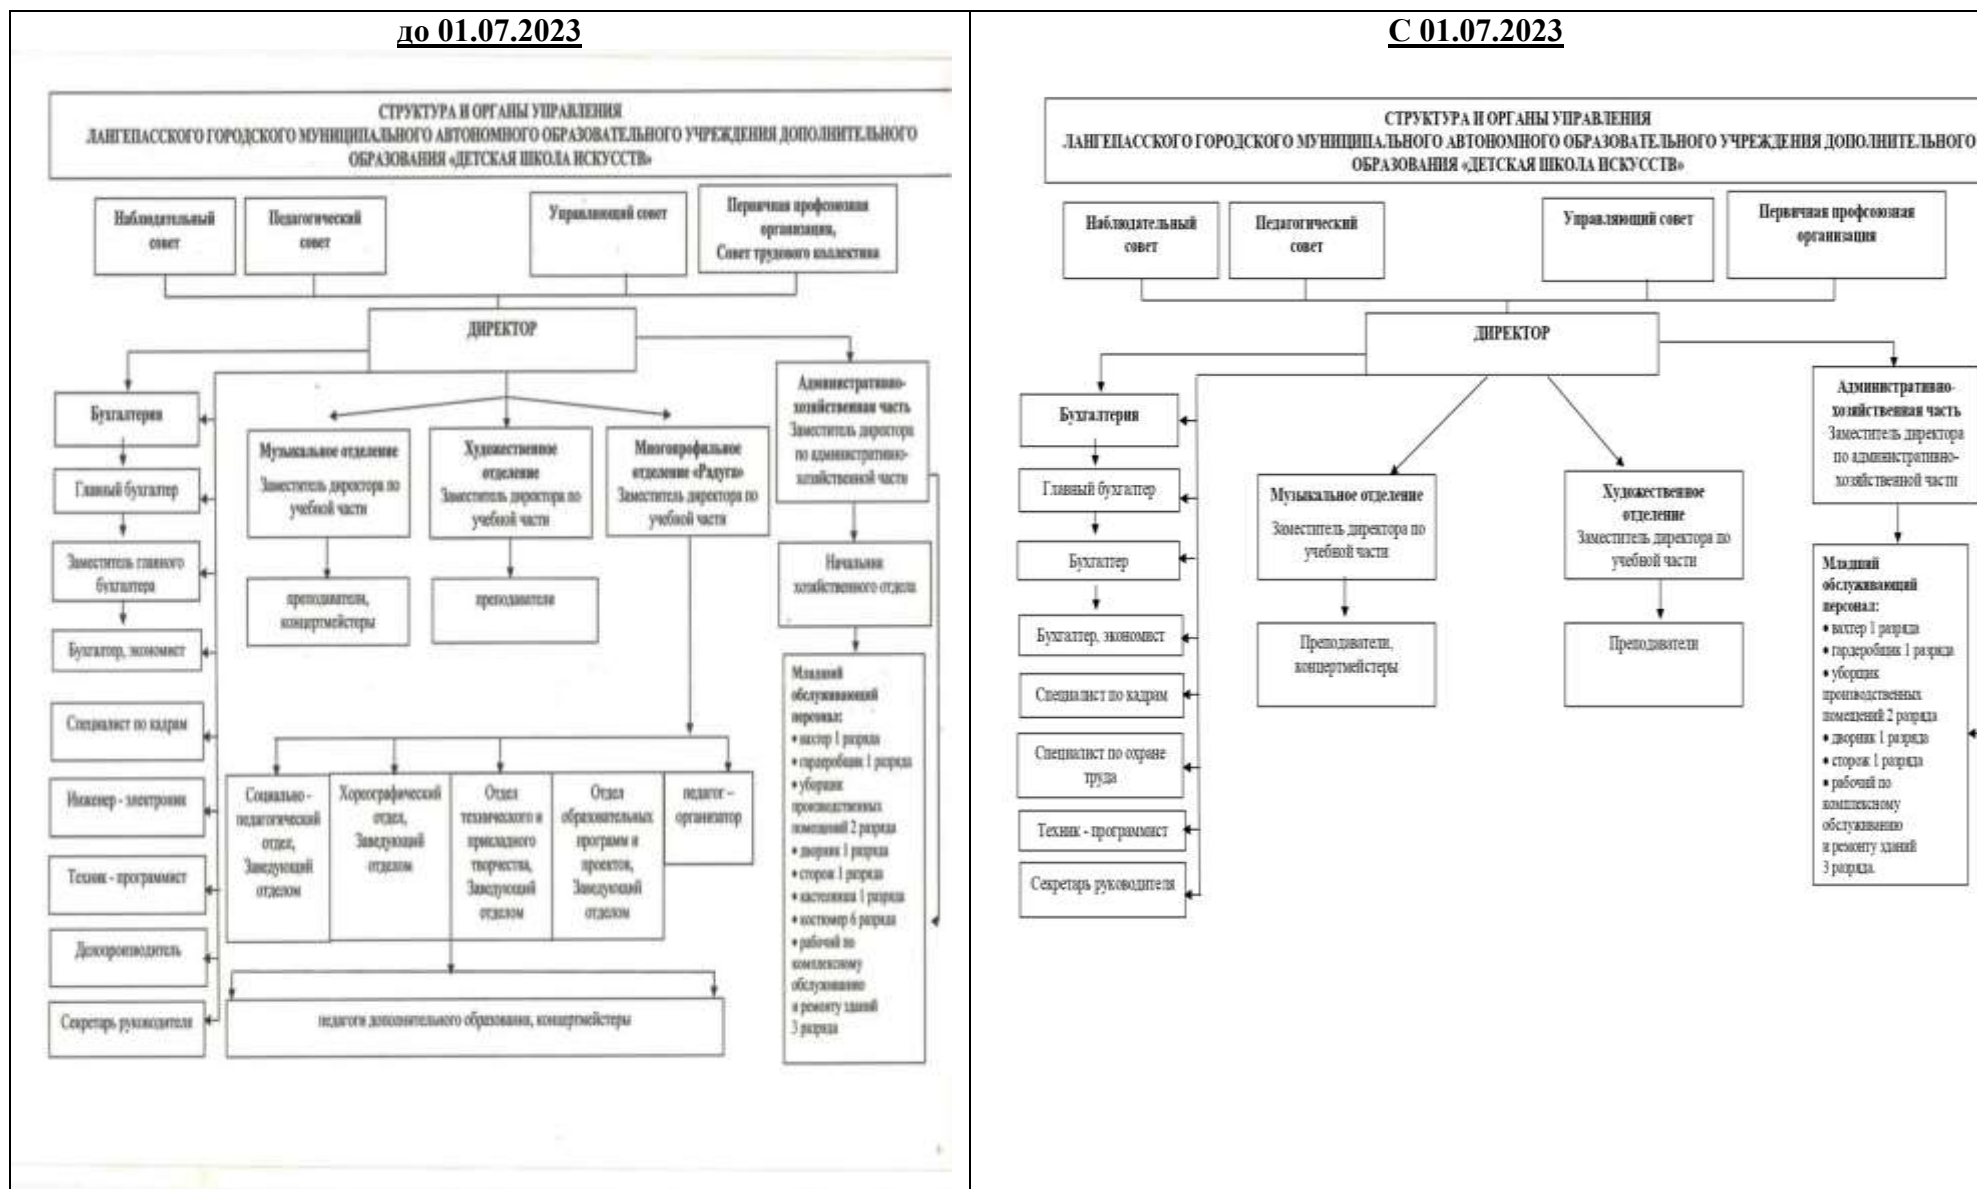 до 01.07.2023
СТРУКТУРА И ОРГАНЫ УПРАВЛЕНИЯ
ЛАНГЕПАССКОГО ГОРОДСКОГО МУНИЦИПАЛЬНОГО АВТОНОМНОГО ОБРАЗОВАТЕЛЬНОГО УЧРЕЖДЕНИЯ ДОПОЛНИТЕЛЬНОГО
ОБРАЗОВАНИЯ «ДЕТСКАЯ ШКОЛА ИСКУССТВ»
Наблюдательный
совет
Педагогический
совет
Управляющий совет
Первичная профсоюзная
организация,
Совет трудового коллектива
ДИРЕКТОР
Бухгалтерия
Главный бухгалтер
Заместитель главного
бухгалтера
Бухгалтер, экономист
Специалист по кадрам
Инженер - электроник
Техник - программист
Делопроизводитель
Секретарь руководителя
Музыкальное отделение
Заместитель директора по
учебной части
преподаватели,
концертмейстеры
Художественное
отделение
Заместитель директора по
учебной части
преподаватели
Многопрофильное
отделение «Радуга»
Заместитель директора по
учебной части
Социально -
педагогический
отдел,
Заведующий
отделом
Хореографический
отдел,
Заведующий
отделом
Отдел
технического и
прикладного
творчества,
Заведующий
отделом
Отдел
образовательных
программ и
проектов,
Заведующий
отделом
педагог –
организатор
педагоги дополнительного образования, концертмейстеры
Административно-
хозяйственная часть
Заместитель директора
по административно-
хозяйственной части
Начальник
хозяйственного отдела
Младший
обслуживающий
персонал:
• вахтер 1 разряда
• гардеробщик 1 разряда
• уборщик
производственных
помещений 2 разряда
• дворник 1 разряда
• сторож 1 разряда
• кастелянша 1 разряда
• костюмер 6 разряда
• рабочий по
комплексному
обслуживанию
и ремонту зданий
3 разряда
С 01.07.2023
СТРУКТУРА И ОРГАНЫ УПРАВЛЕНИЯ
ЛАНГЕПАССКОГО ГОРОДСКОГО МУНИЦИПАЛЬНОГО АВТОНОМНОГО ОБРАЗОВАТЕЛЬНОГО УЧРЕЖДЕНИЯ ДОПОЛНИТЕЛЬНОГО
ОБРАЗОВАНИЯ «ДЕТСКАЯ ШКОЛА ИСКУССТВ»
Наблюдательный
совет
Педагогический
совет
Управляющий совет
Первичная профсоюзная
организация
ДИРЕКТОР
Бухгалтерия
Главный бухгалтер
Бухгалтер
Бухгалтер, экономист
Специалист по кадрам
Специалист по охране
труда
Техник - программист
Секретарь руководителя
Музыкальное отделение
Заместитель директора по
учебной части
Преподаватели,
концертмейстеры
Художественное
отделение
Заместитель директора по
учебной части
Преподаватели
Административно-
хозяйственная часть
Заместитель директора
по административно-
хозяйственной части
Младший
обслуживающий
персонал:
• вахтер 1 разряда
• гардеробщик 1 разряда
• уборщик
производственных
помещений 2 разряда
• дворник 1 разряда
• сторож 1 разряда
• рабочий по
комплексному
обслуживанию
и ремонту зданий
3 разряда.